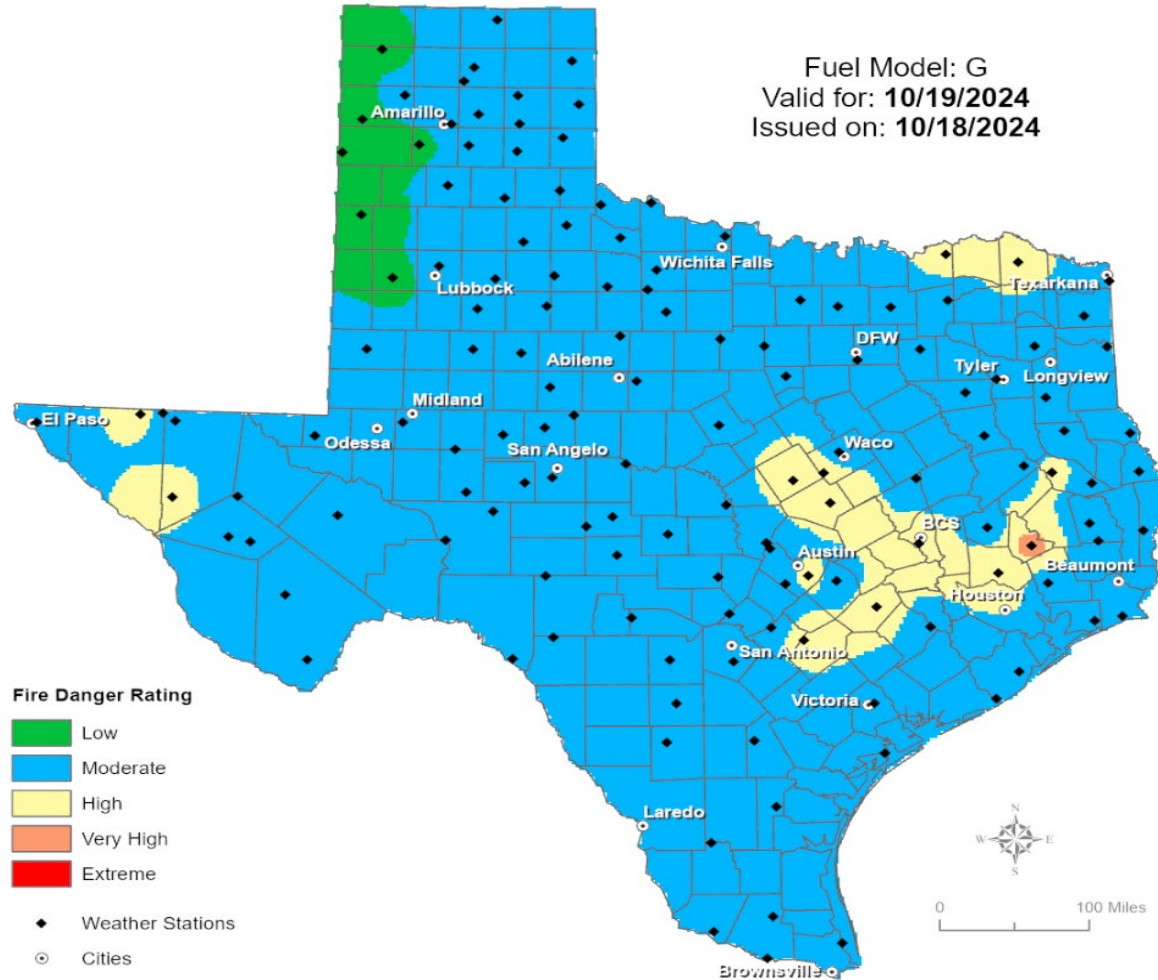 Fuel Model: G
Valid for: 10/19/2024
Issued on: 10/18/2024
Amarillo
Wichita Falls
Texarkana
Lubbock
DFW
Abilene
Tyler
Longview
Midland
El Paso
Odessa
San Angelo
Waco
BCS
Austin
Beaumont
Houston
San Antonio
Victoria
Laredo
Brownsville
Fire Danger Rating
Low
Moderate
High
Very High
Extreme
Weather Stations
Cities
N
W E
S
0 100 Miles